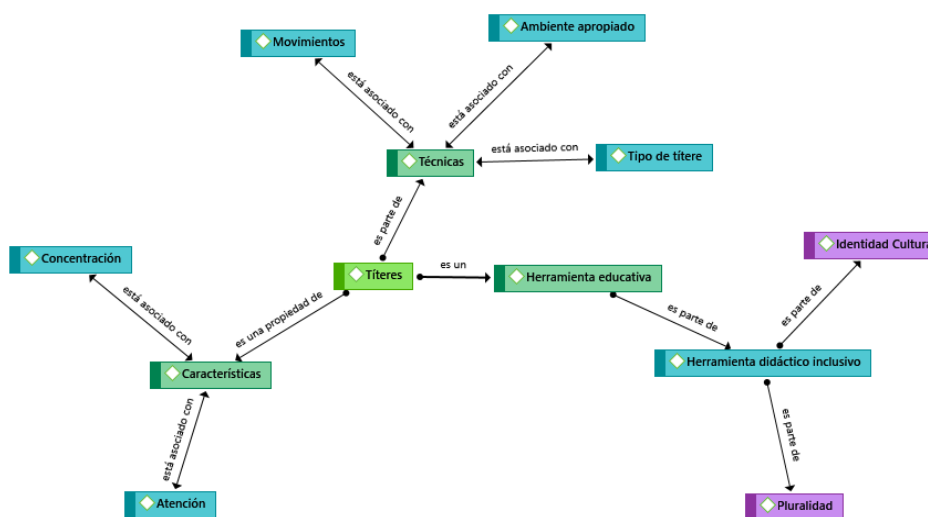 Ambiente apropiado
Movimientos
está asociado con
está asociado con
Técnicas
está asociado con
Tipo de títere
es parte de
Identidad Cultura
Concentración
Títeres
es un
Herramienta educativa
está asociado con
es una propiedad de
es parte de
es parte de
Características
Herramienta didáctico inclusivo
está asociado con
es parte de
Atención
Pluralidad